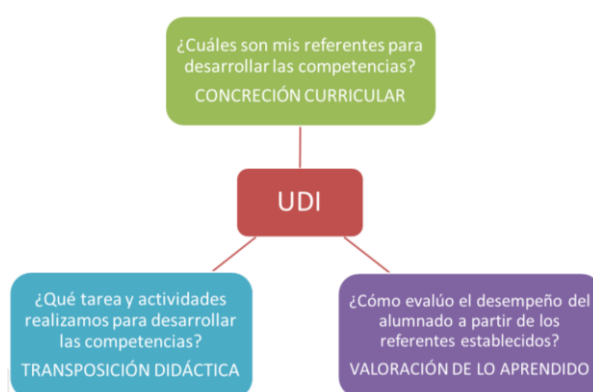 ¿Cuáles son mis referentes para
desarrollar las competencias?
CONCRECIÓN CURRICULAR
UDI
¿Qué tarea y actividades
realizamos para desarrollar
las competencias?
TRANSPOSICIÓN DIDÁCTICA
¿Cómo evalúo el desempeño del
alumnado a partir de los
referentes establecidos?
VALORACIÓN DE LO APRENDIDO